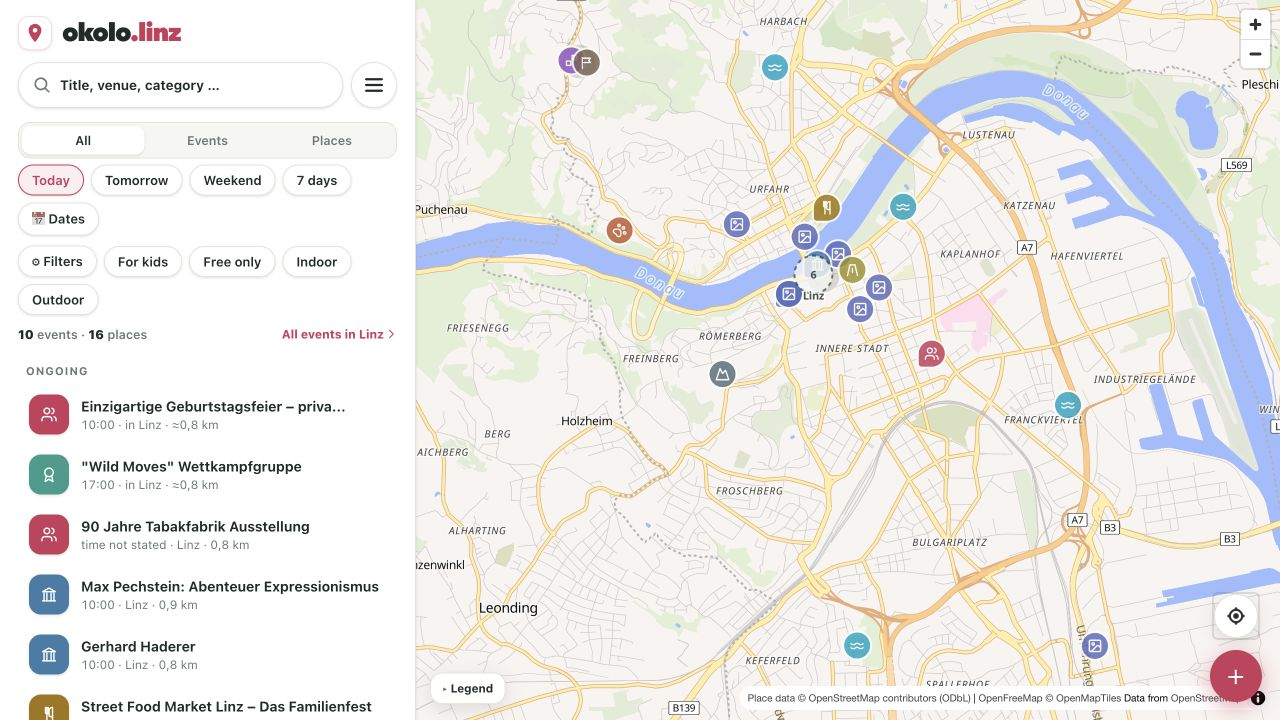 okolo.linz
Title, venue, category ...
All
Events
Places
Today
Tomorrow
Weekend
7 days
Dates
Filters
For kids
Free only
Indoor
Outdoor
10 events · 16 places
All events in Linz
ONGOING
Einzigartige Geburtstagsfeier – priva...
10:00 · in Linz · ≈0,8 km
"Wild Moves" Wettkampfgruppe
17:00 · in Linz · ≈0,8 km
90 Jahre Tabakfabrik Ausstellung
time not stated · Linz · 0,8 km
Max Pechstein: Abenteuer Expressionismus
10:00 · Linz · 0,9 km
Gerhard Haderer
10:00 · Linz · 0,8 km
Street Food Market Linz – Das Familienfest
HARBACH
Pleschi
Donau
LUSTENAU
L569
URFAHR
KATZENAU
Puchenau
A7
KAPLANHOF
HAFENVIERTEL
Donau
Linz
FRIESENEGG
RÖMERBERG
FREINBERG
INNERE STADT
INDUSTRIEGELÄNDE
Holzheim
FRANCKVIERTEL
WIN
BERG
AICHBERG
FROSCHBERG
ALHARTING
A7
B3
B3
BULGARIPLATZ
nzenwinkl
Leonding
KEFERFELD
SPALLERHOF
Legend
B139
+
−
+
Place data © OpenStreetMap contributors (ODbL) | OpenFreeMap © OpenMapTiles Data from OpenStreetM